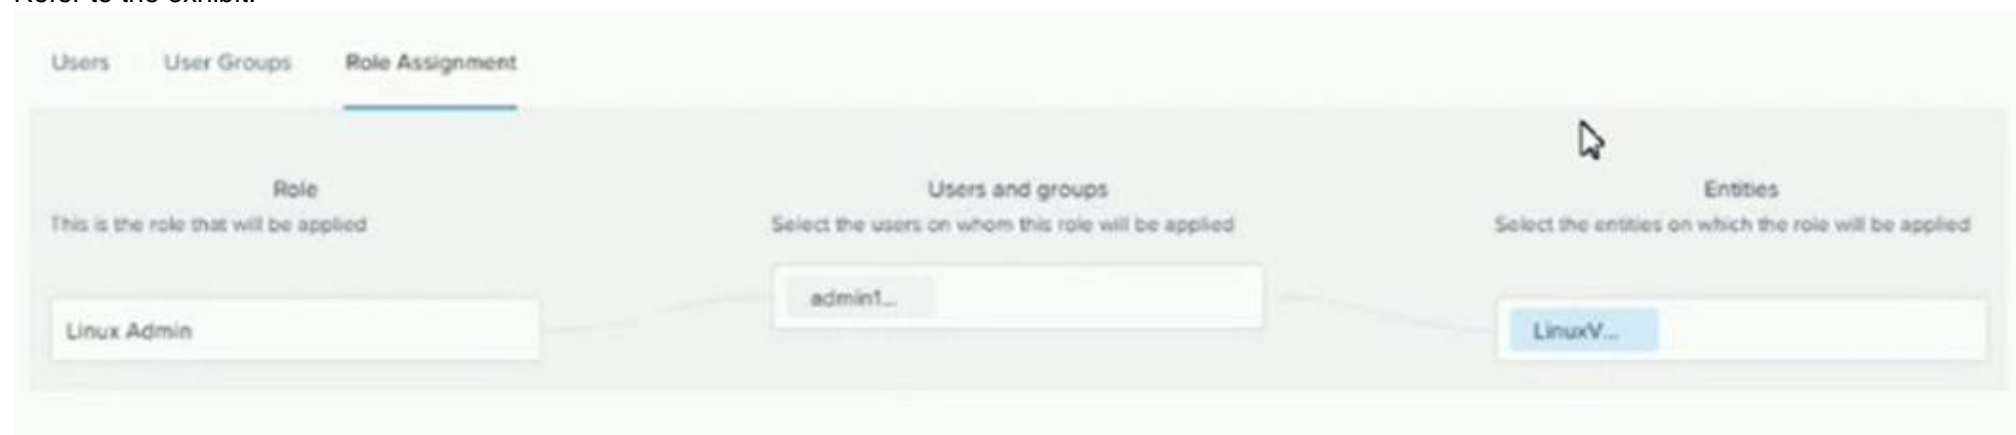 Refer to the exhibit.
Users User Groups Role Assignment
Role
This is the role that will be applied
Linux Admin
Users and groups
Select the users on whom this role will be applied
admin1...
Entities
Select the entities on which the role will be applied
LinuxV...